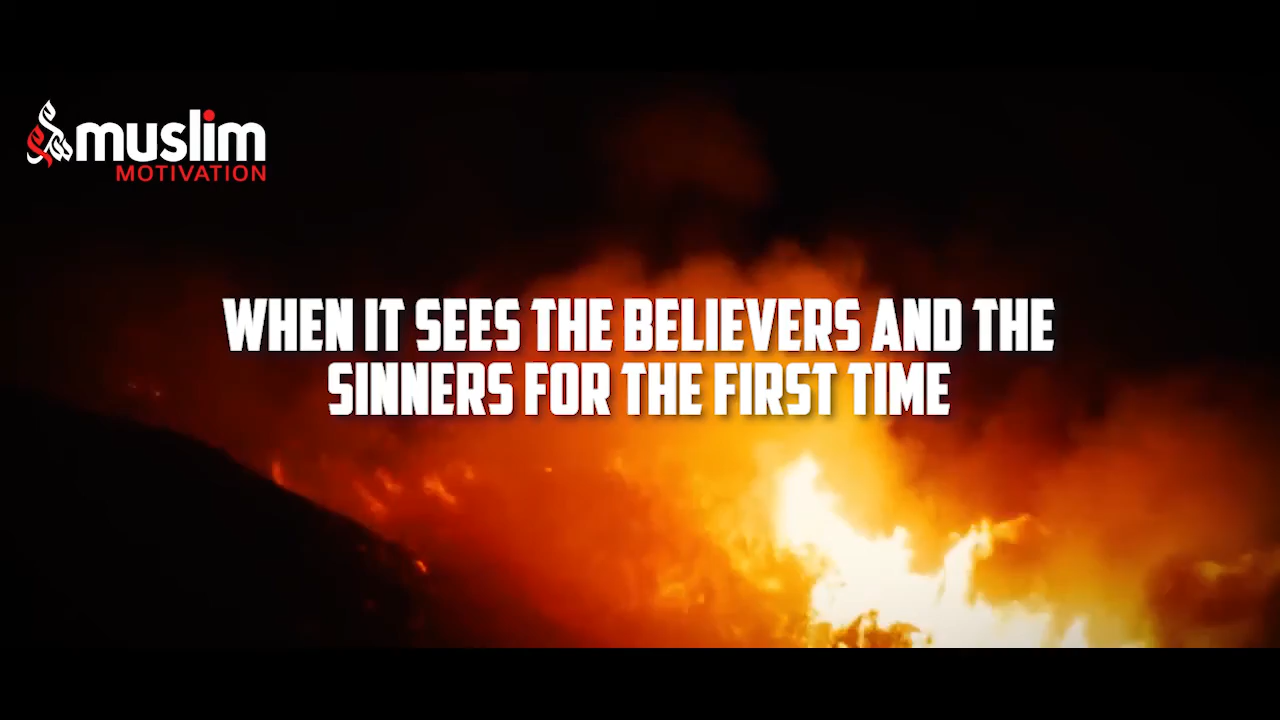 muslim
MOTIVATION
WHEN IT SEES THE BELIEVERS AND THE
SINNERS FOR THE FIRST TIME